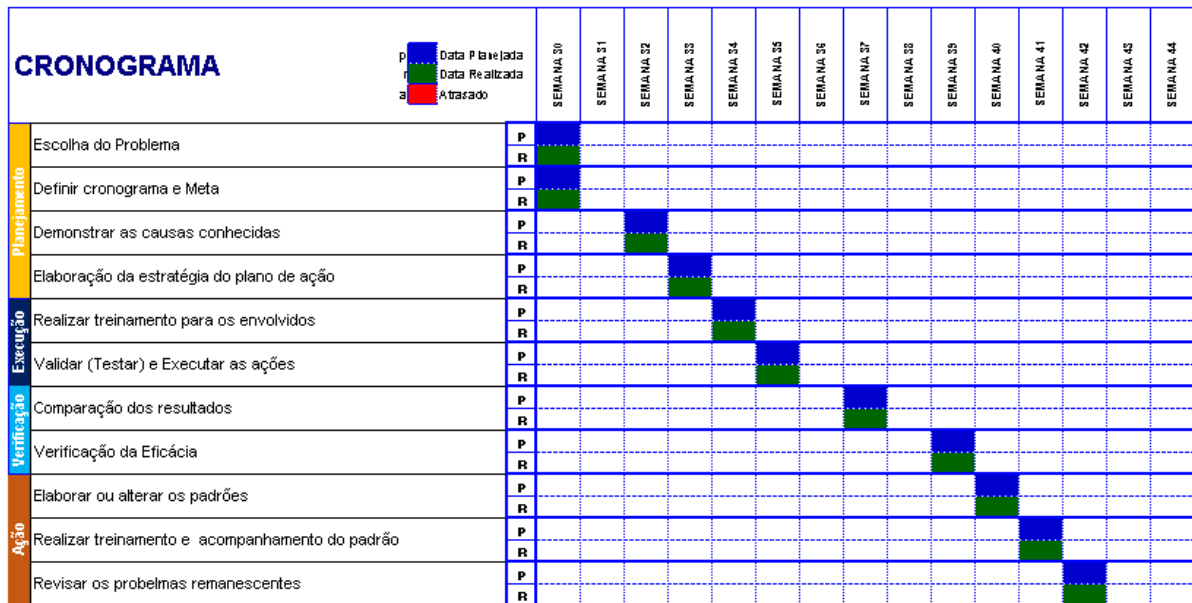 CRONOGRAMA
p Data Planejada
r Data Realizada
a Atrasado
SEMANA 30
SEMANA 31
SEMANA 32
SEMANA 33
SEMANA 34
SEMANA 35
SEMANA 36
SEMANA 37
SEMANA 38
SEMANA 39
SEMANA 40
SEMANA 41
SEMANA 42
SEMANA 43
SEMANA 44
Planejamento
Escolha do Problema
P
R
Definir cronograma e Meta
P
R
Demonstrar as causas conhecidas
P
R
Elaboração da estratégia do plano de ação
P
R
Execução
Realizar treinamento para os envolvidos
P
R
Validar (Testar) e Executar as ações
P
R
Verificação
Comparação dos resultados
P
R
Verificação da Eficácia
P
R
Ação
Elaborar ou alterar os padrões
P
R
Realizar treinamento e acompanhamento do padrão
P
R
Revisar os probelmas remanescentes
P
R